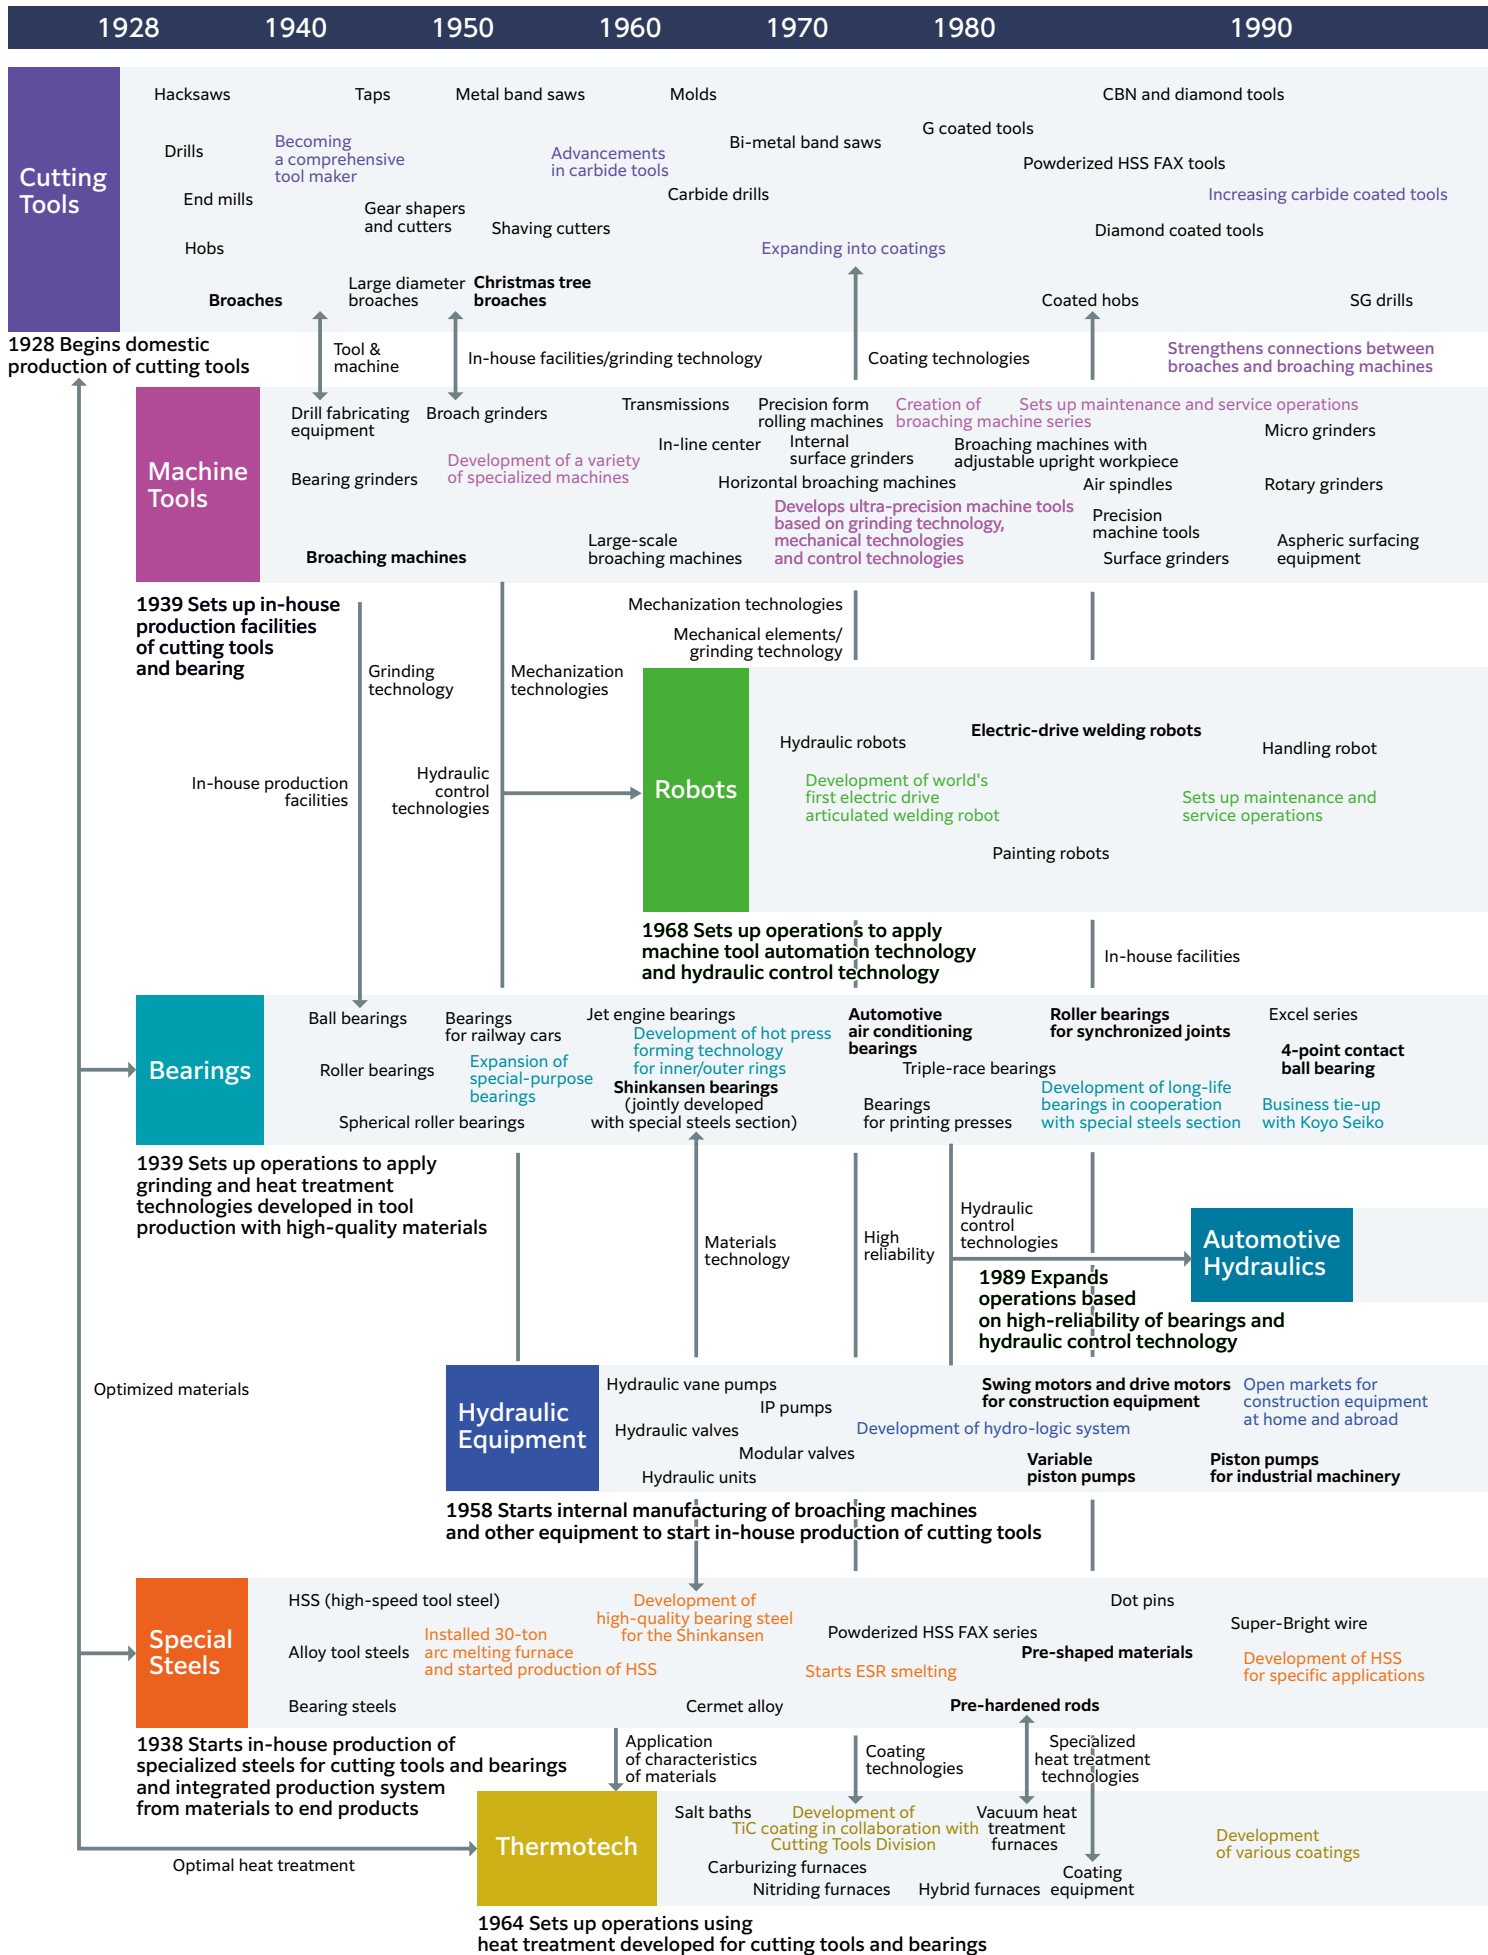 1928 1940 1950 1960 1970 1980 1990
Cutting
Tools
Hacksaws
Taps
Metal band saws
Molds
CBN and diamond tools
Drills
Becoming
a comprehensive
tool maker
Advancements
in carbide tools
Bi-metal band saws
G coated tools
Powderized HSS FAX tools
End mills
Gear shapers
and cutters
Shaving cutters
Carbide drills
Increasing carbide coated tools
Hobs
Expanding into coatings
Diamond coated tools
Broaches
Large diameter
broaches
Christmas tree
broaches
Coated hobs
SG drills
1928 Begins domestic
production of cutting tools
Tool &
machine
In-house facilities/grinding technology
Coating technologies
Strengthens connections between
broaches and broaching machines
Machine
Tools
Drill fabricating
equipment
Broach grinders
Transmissions
Precision form
rolling machines
Creation of
broaching machine series
Sets up maintenance and service operations
Micro grinders
In-line center
Internal
surface grinders
Broaching machines with
adjustable upright workpiece
Bearing grinders
Development of a variety
of specialized machines
Horizontal broaching machines
Air spindles
Rotary grinders
Develops ultra-precision machine tools
based on grinding technology,
mechanical technologies
and control technologies
Precision
machine tools
Broaching machines
Large-scale
broaching machines
Surface grinders
Aspheric surfacing
equipment
1939 Sets up in-house
production facilities
of cutting tools
and bearing
Mechanization technologies
Mechanical elements/
grinding technology
Grinding
technology
Mechanization
technologies
In-house production
facilities
Hydraulic
control
technologies
Robots
Hydraulic robots
Electric-drive welding robots
Handling robot
Development of world's
first electric drive
articulated welding robot
Sets up maintenance and
service operations
Painting robots
1968 Sets up operations to apply
machine tool automation technology
and hydraulic control technology
In-house facilities
Bearings
Ball bearings
Bearings
for railway cars
Jet engine bearings
Development of hot press
forming technology
for inner/outer rings
Automotive
air conditioning
bearings
Roller bearings
for synchronized joints
Excel series
4-point contact
ball bearing
Roller bearings
Expansion of
special-purpose
bearings
Shinkansen bearings
(jointly developed
with special steels section)
Triple-race bearings
Development of long-life
bearings in cooperation
with special steels section
Spherical roller bearings
Bearings
for printing presses
Business tie-up
with Koyo Seiko
1939 Sets up operations to apply
grinding and heat treatment
technologies developed in tool
production with high-quality materials
Materials
technology
High
reliability
Hydraulic
control
technologies
Automotive
Hydraulics
1989 Expands
operations based
on high-reliability of bearings and
hydraulic control technology
Optimized materials
Hydraulic
Equipment
Hydraulic vane pumps
IP pumps
Hydraulic valves
Modular valves
Hydraulic units
Swing motors and drive motors
for construction equipment
Open markets for
construction equipment
at home and abroad
Development of hydro-logic system
Variable
piston pumps
Piston pumps
for industrial machinery
1958 Starts internal manufacturing of broaching machines
and other equipment to start in-house production of cutting tools
Special
Steels
HSS (high-speed tool steel)
Development of
high-quality bearing steel
for the Shinkansen
Dot pins
Super-Bright wire
Alloy tool steels
Installed 30-ton
arc melting furnace
and started production of HSS
Powderized HSS FAX series
Pre-shaped materials
Starts ESR smelting
Development of HSS
for specific applications
Bearing steels
Cermet alloy
Pre-hardened rods
1938 Starts in-house production of
specialized steels for cutting tools and bearings
and integrated production system
from materials to end products
Application
of characteristics
of materials
Coating
technologies
Specialized
heat treatment
technologies
Thermotech
Salt baths
Development of
TiC coating in collaboration with
Cutting Tools Division
Vacuum heat
treatment
furnaces
Development
of various coatings
Carburizing furnaces
Nitriding furnaces
Hybrid furnaces
Coating
equipment
Optimal heat treatment
1964 Sets up operations using
heat treatment developed for cutting tools and bearings